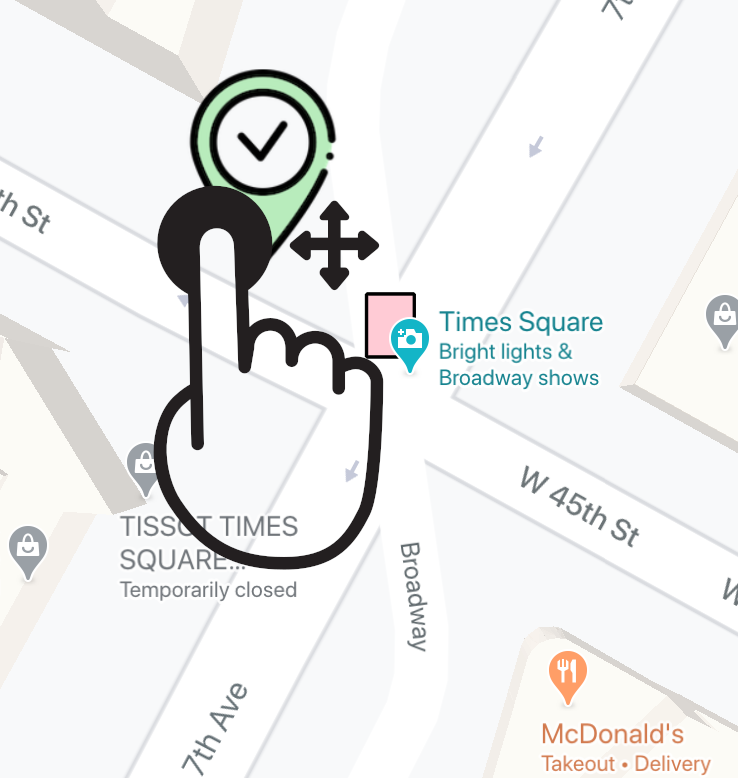 th St
Times Square
Bright lights &
Broadway shows
W 45th St
TISSOT TIMES
SQUARE...
Temporarily closed
Broadway
7th Ave
McDonald's
Takeout • Delivery